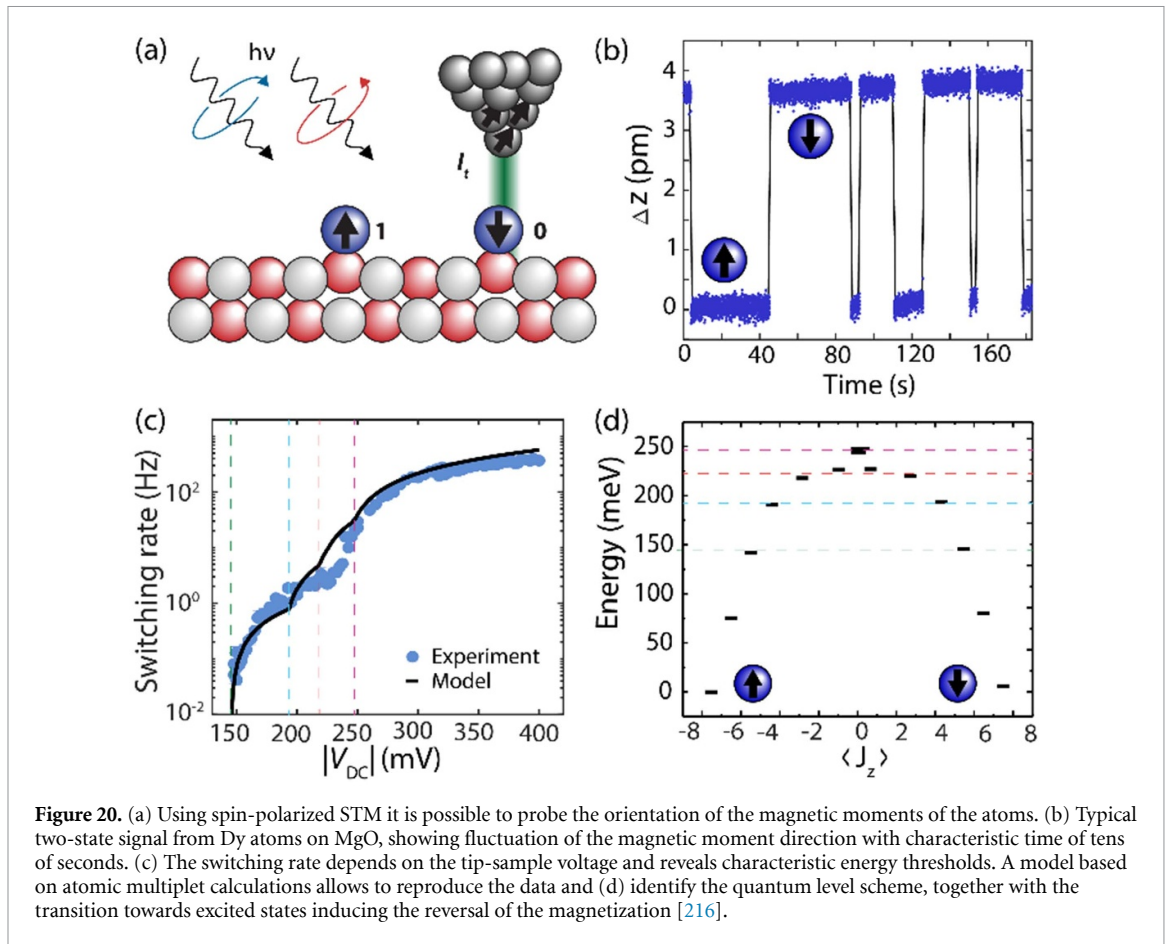 (a)
hν
I_t
1
0
(b)
Δz (pm)
4
3
2
1
0
0 40 80 120 160
Time (s)
(c)
Switching rate (Hz)
10²
10⁰
10⁻²
Experiment
Model
150 200 250 300 350 400
|V_DC| (mV)
(d)
Energy (meV)
250
200
150
100
50
0
-8 -6 -4 -2 0 2 4 6 8
⟨J_z⟩
Figure 20. (a) Using spin-polarized STM it is possible to probe the orientation of the magnetic moments of the atoms. (b) Typical
two-state signal from Dy atoms on MgO, showing fluctuation of the magnetic moment direction with characteristic time of tens
of seconds. (c) The switching rate depends on the tip-sample voltage and reveals characteristic energy thresholds. A model based
on atomic multiplet calculations allows to reproduce the data and (d) identify the quantum level scheme, together with the
transition towards excited states inducing the reversal of the magnetization [216].